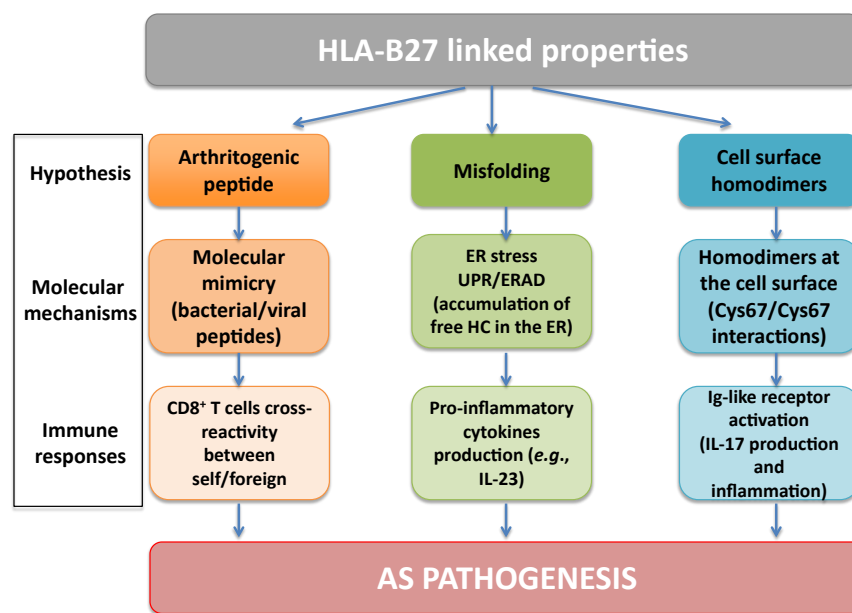 HLA-B27 linked properties
Hypothesis
Arthritogenic
peptide
Misfolding
Cell surface
homodimers
Molecular
mechanisms
Molecular
mimicry
(bacterial/viral
peptides)
ER stress
UPR/ERAD
(accumulation of
free HC in the ER)
Homodimers at
the cell surface
(Cys67/Cys67
interactions)
Immune
responses
CD8⁺ T cells cross-
reactivity
between
self/foreign
Pro-inflammatory
cytokines
production (e.g.,
IL-23)
Ig-like receptor
activation
(IL-17 production
and
inflammation)
AS PATHOGENESIS